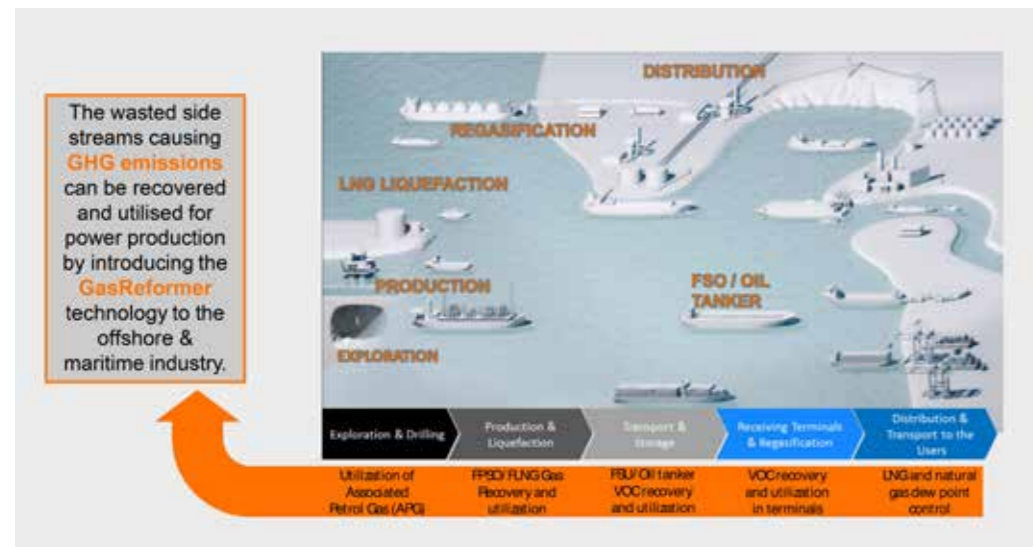 The wasted side
streams causing
GHG emissions
can be recovered
and utilised for
power production
by introducing the
GasReformer
technology to the
offshore &
maritime industry.
DISTRIBUTION
REGASIFICATION
LNG LIQUEFACTION
PRODUCTION
FSO / OIL
TANKER
EXPLORATION
Exploration & Drilling
Production &
Liquefaction
Transport &
Storage
Receiving Terminals
& Regasification
Distribution &
Transport to the
Users
Utilization of
Associated
Petrol Gas (APG)
FPSO/ FLNG Gas
Recovery and
utilization
FSU/ Oil tanker
VOC recovery
and utilization
VOC recovery
and utilization
in terminals
LNG and natural
gas dew point
control